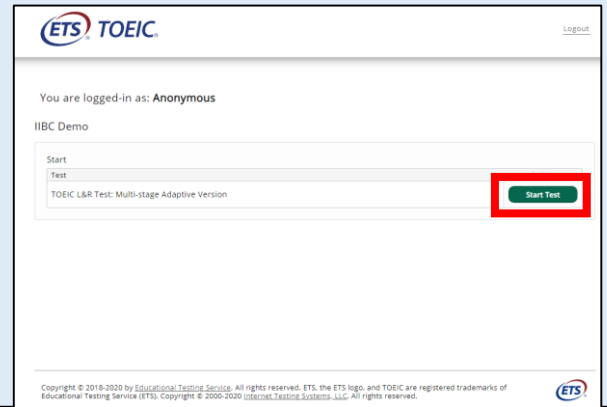 ETS® TOEIC®
Logout
You are logged-in as: Anonymous
IIBC Demo
Start
Test
TOEIC L&R Test: Multi-stage Adaptive Version
Start Test
Copyright © 2018-2020 by Educational Testing Service. All rights reserved. ETS, the ETS logo, and TOEIC are registered trademarks of
Educational Testing Service (ETS). Copyright © 2000-2020 Internet Testing Systems, LLC. All rights reserved.
ETS®